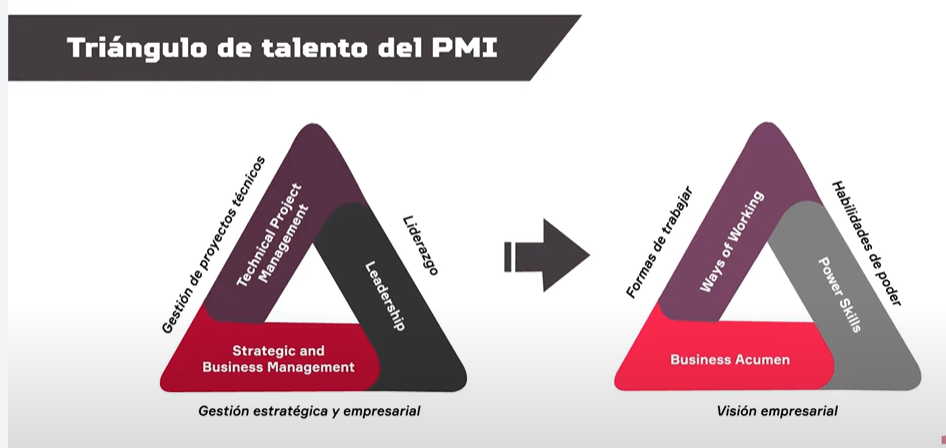 Triángulo de talento del PMI
Gestión de proyectos técnicos
Technical Project
Management
Liderazgo
Leadership
Strategic and
Business Management
Gestión estratégica y empresarial
Formas de trabajar
Ways of Working
Habilidades de poder
Power Skills
Business Acumen
Visión empresarial